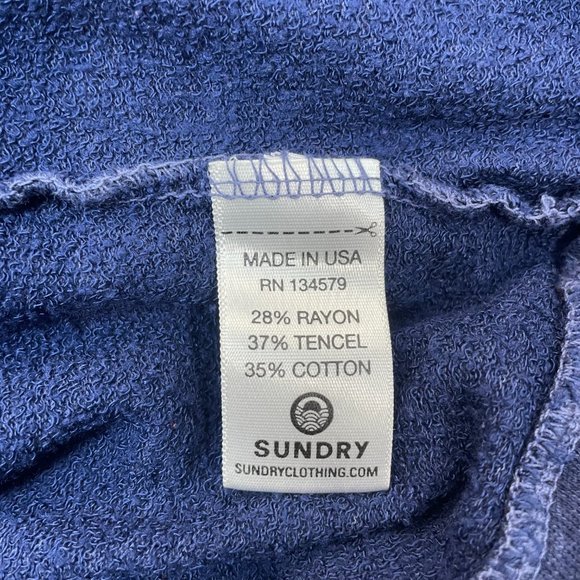 MADE IN USA
RN 134579
28% RAYON
37% TENCEL
35% COTTON
SUNDRY
SUNDRYCLOTHING.COM